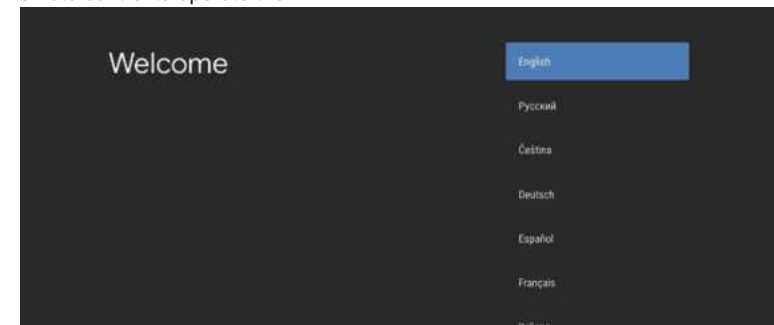 Welcome
English
Русский
Čeština
Deutsch
Español
Français